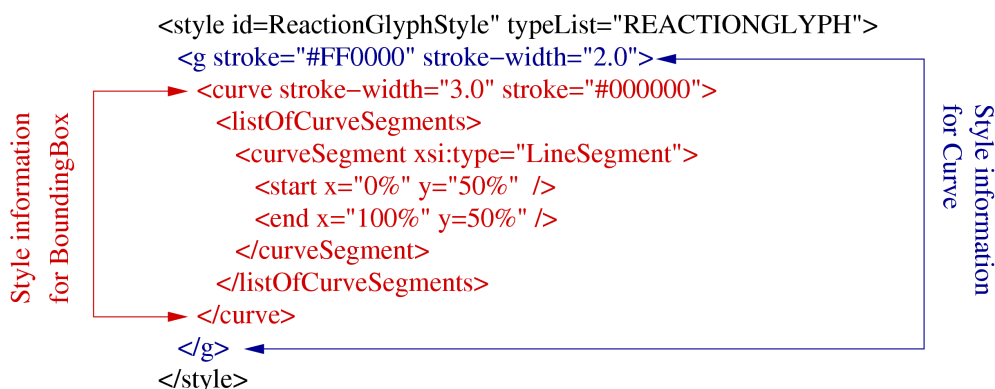 <style id=ReactionGlyphStyle" typeList="REACTIONGLYPH">
<g stroke="#FF0000" stroke-width="2.0">
<curve stroke-width="3.0" stroke="#000000">
<listOfCurveSegments>
<curveSegment xsi:type="LineSegment">
<start x="0%" y="50%" />
<end x="100%" y=50%" />
</curveSegment>
</listOfCurveSegments>
</curve>
</g>
</style>
Style information
for BoundingBox
Style information
for Curve